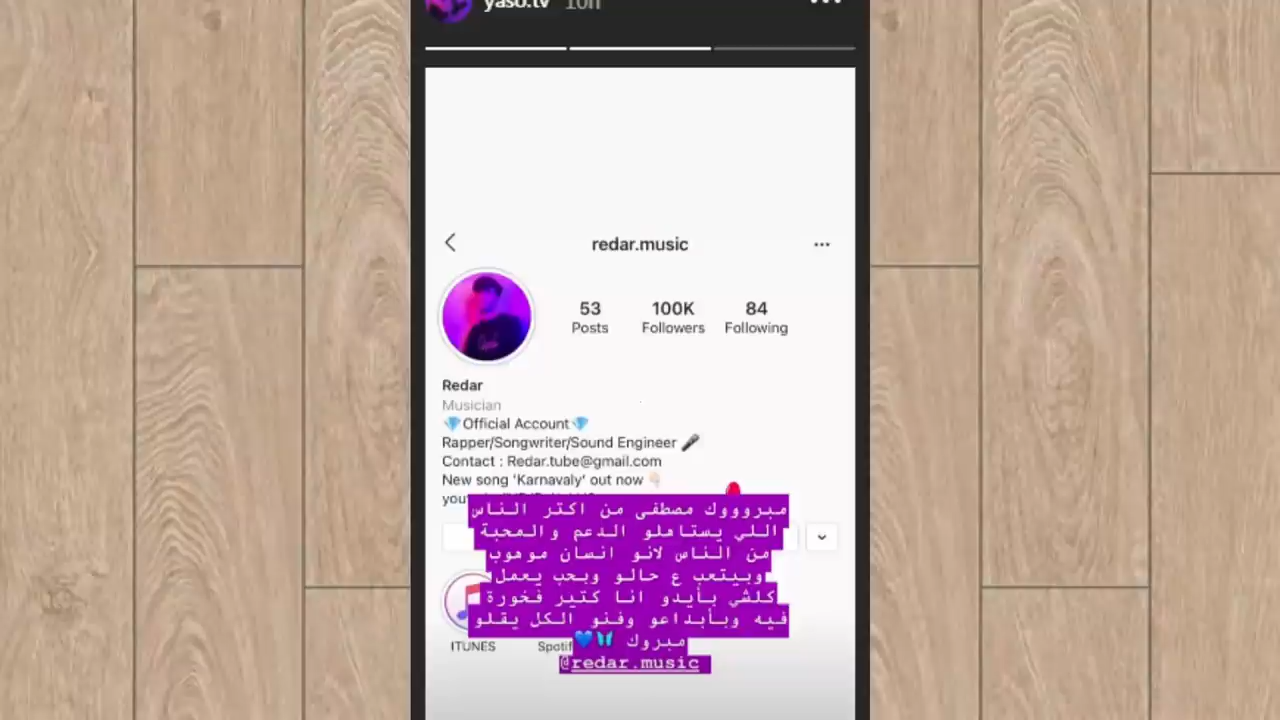 yaso.tv 10h
redar.music
53 100K 84
Posts Followers Following
Redar
Musician
💎Official Account💎
Rapper/Songwriter/Sound Engineer 🎤
Contact : Redar.tube@gmail.com
New song 'Karnavaly' out now 👇🏻
مبروووك مصطفى من اكتر الناس
اللي يستاهلو الدعم والمحبة
من الناس لانو انسان موهوب
وبيتعب ع حالو وبحب يعمل
كلشي بأيدو انا كتير فخورة
فيه وبأبداعو وفنو الكل يقلو
مبروك 🦋💙
@redar.music
ITUNES